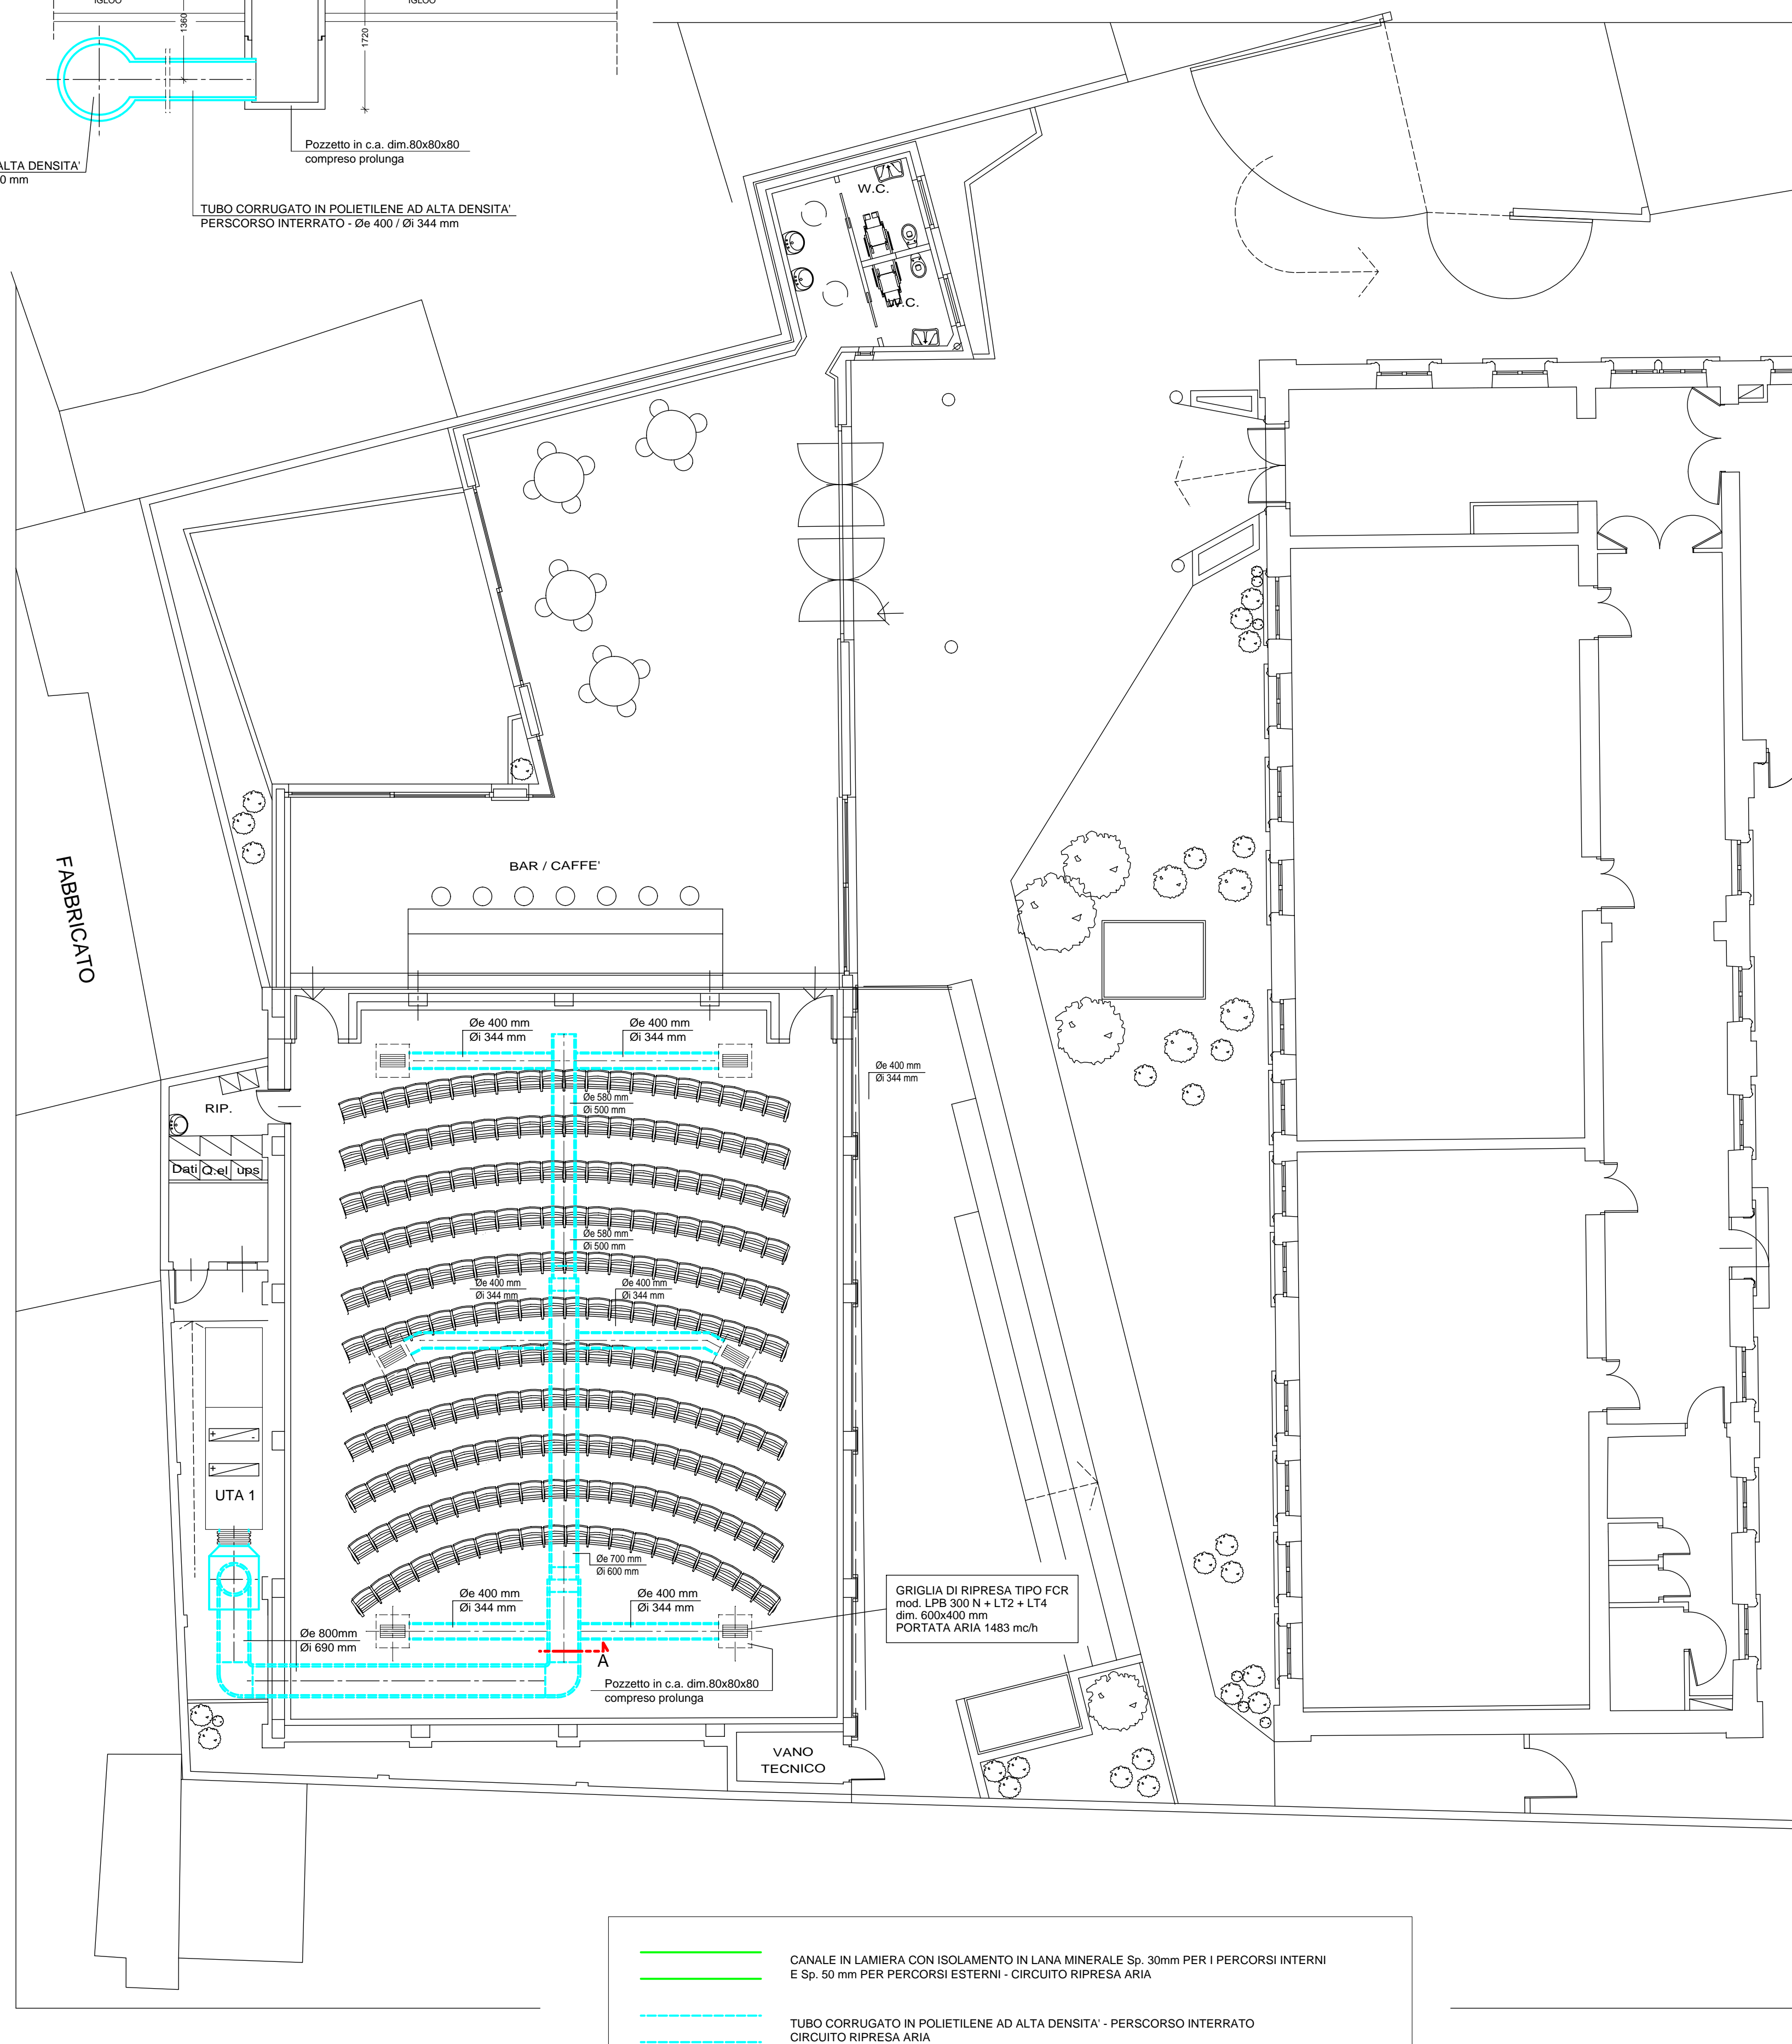 IGLOO
IGLOO
1360
1720
Pozzetto in c.a. dim.80x80x80
compreso prolunga
ALTA DENSITA'
0 mm
TUBO CORRUGATO IN POLIETILENE AD ALTA DENSITA'
PERSCORSO INTERRATO - Øe 400 / Øi 344 mm
W.C.
W.C.
BAR / CAFFE'
FABBRICATO
Øe 400 mm
Øi 344 mm
Øe 400 mm
Øi 344 mm
Øe 400 mm
Øi 344 mm
Øe 580 mm
Øi 500 mm
RIP.
Dati Q.el ups
Øe 580 mm
Øi 500 mm
Øe 400 mm
Øi 344 mm
Øe 400 mm
Øi 344 mm
+ -
+
UTA 1
Øe 700 mm
Øi 600 mm
Øe 400 mm
Øi 344 mm
Øe 400 mm
Øi 344 mm
GRIGLIA DI RIPRESA TIPO FCR
mod. LPB 300 N + LT2 + LT4
dim. 600x400 mm
PORTATA ARIA 1483 mc/h
Øe 800mm
Øi 690 mm
A
Pozzetto in c.a. dim.80x80x80
compreso prolunga
VANO
TECNICO
CANALE IN LAMIERA CON ISOLAMENTO IN LANA MINERALE Sp. 30mm PER I PERCORSI INTERNI
E Sp. 50 mm PER PERCORSI ESTERNI - CIRCUITO RIPRESA ARIA
TUBO CORRUGATO IN POLIETILENE AD ALTA DENSITA' - PERSCORSO INTERRATO
CIRCUITO RIPRESA ARIA